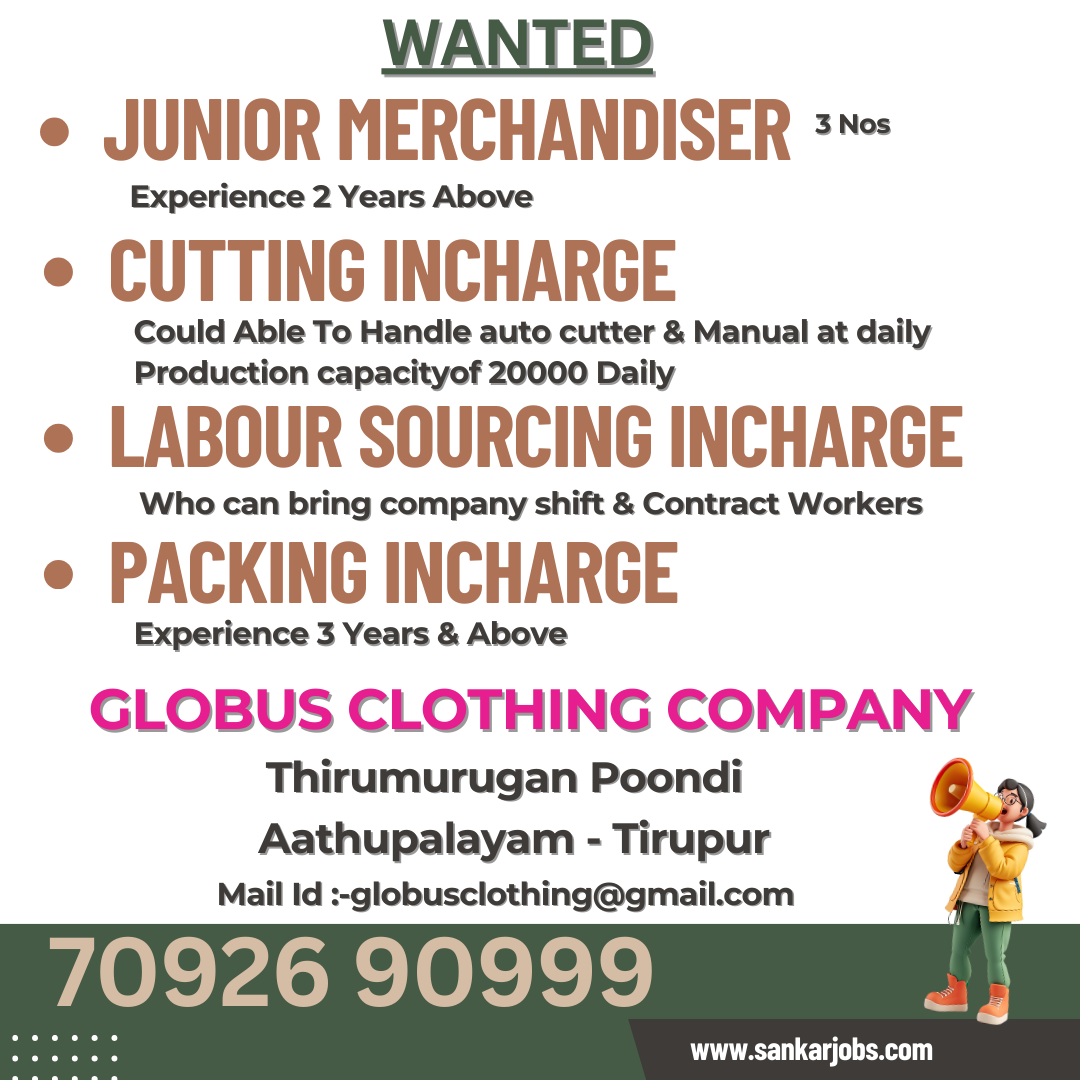 WANTED
• JUNIOR MERCHANDISER 3 Nos
Experience 2 Years Above
• CUTTING INCHARGE
Could Able To Handle auto cutter & Manual at daily
Production capacityof 20000 Daily
• LABOUR SOURCING INCHARGE
Who can bring company shift & Contract Workers
• PACKING INCHARGE
Experience 3 Years & Above
GLOBUS CLOTHING COMPANY
Thirumurugan Poondi
Aathupalayam - Tirupur
Mail Id :-globusclothing@gmail.com
70926 90999
www.sankarjobs.com